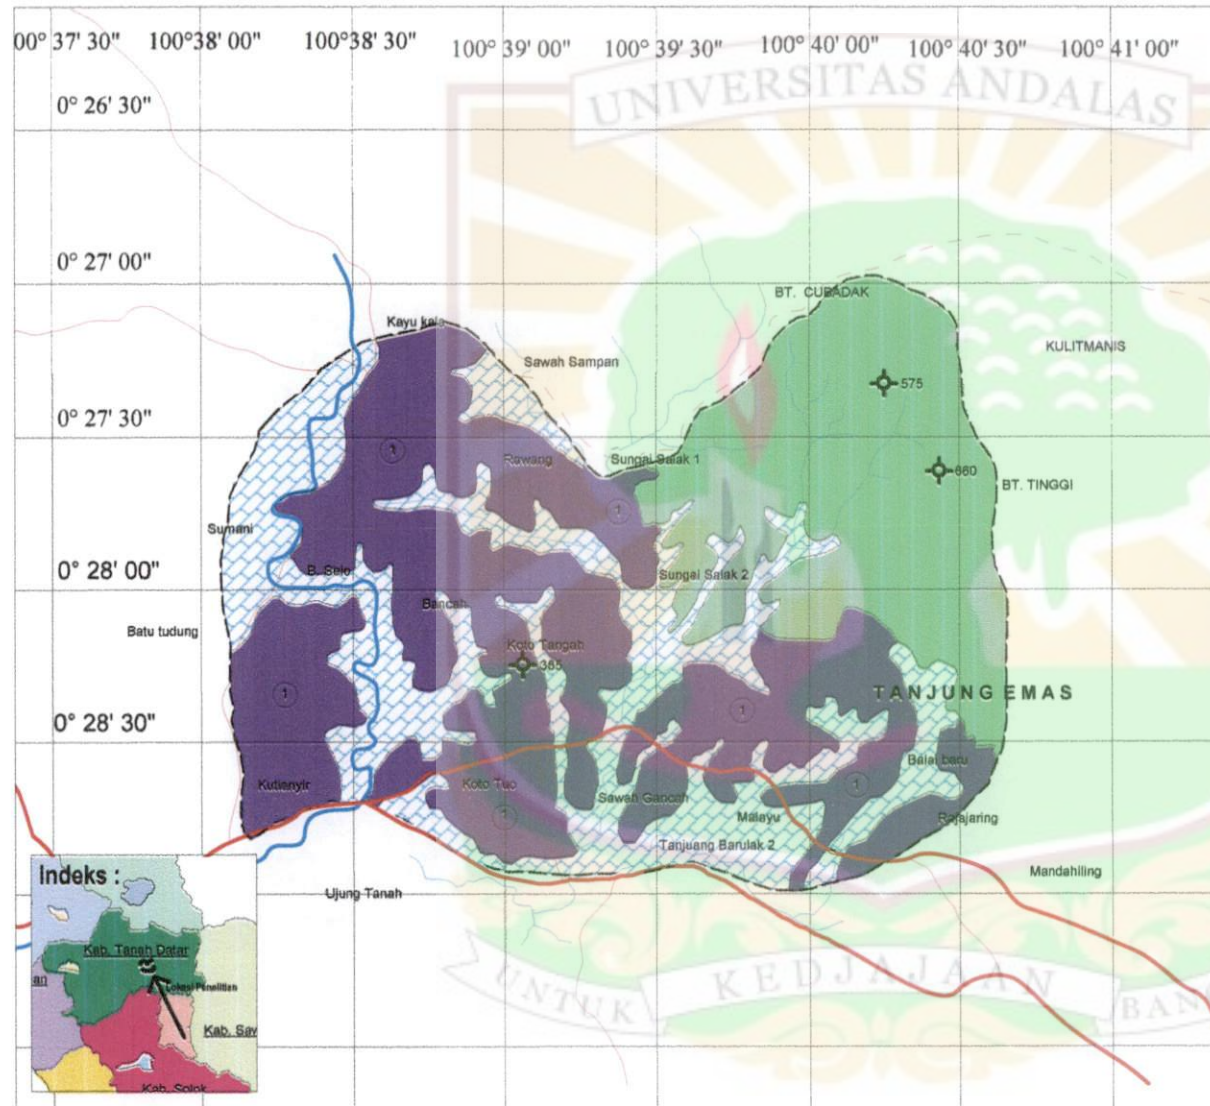 00° 37' 30" 100° 38' 00" 100° 38' 30" 100° 39' 00" 100° 39' 30" 100° 40' 00" 100° 40' 30" 100° 41' 00"
UNIVERSITAS ANDALAS
0° 26' 30"
0° 27' 00"
BT. CUBADAK
Kayu kale
KULITMANIS
Sawah Sampan
575
0° 27' 30"
1
Rawang
Sungai Salak 1
660
BT. TINGGI
1
Sumani
0° 28' 00"
B. Selo
Sungai Salak 2
Bancah
Batu tudung
Koto Tangah
385
1
TANJUNG EMAS
1
0° 28' 30"
Balai baru
Kutianyir
Koto Tuo
1
Sawah Gancah
1
Malayu
Rajajaring
Tanjuang Barulak 2
Mandahiling
Indeks :
Ujung Tanah
Kab. Tanah Datar
an
Lokasi Penelitian
Kab. Saw
Kab. Solok
UNTUK KEDJAJAAN BANG